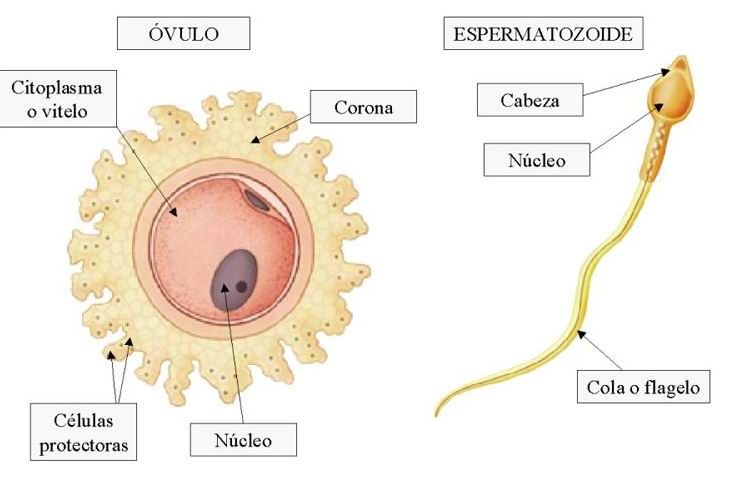 ÓVULO
ESPERMATOZOIDE
Citoplasma
o vitelo
Corona
Cabeza
Núcleo
Cola o flagelo
Células
protectoras
Núcleo